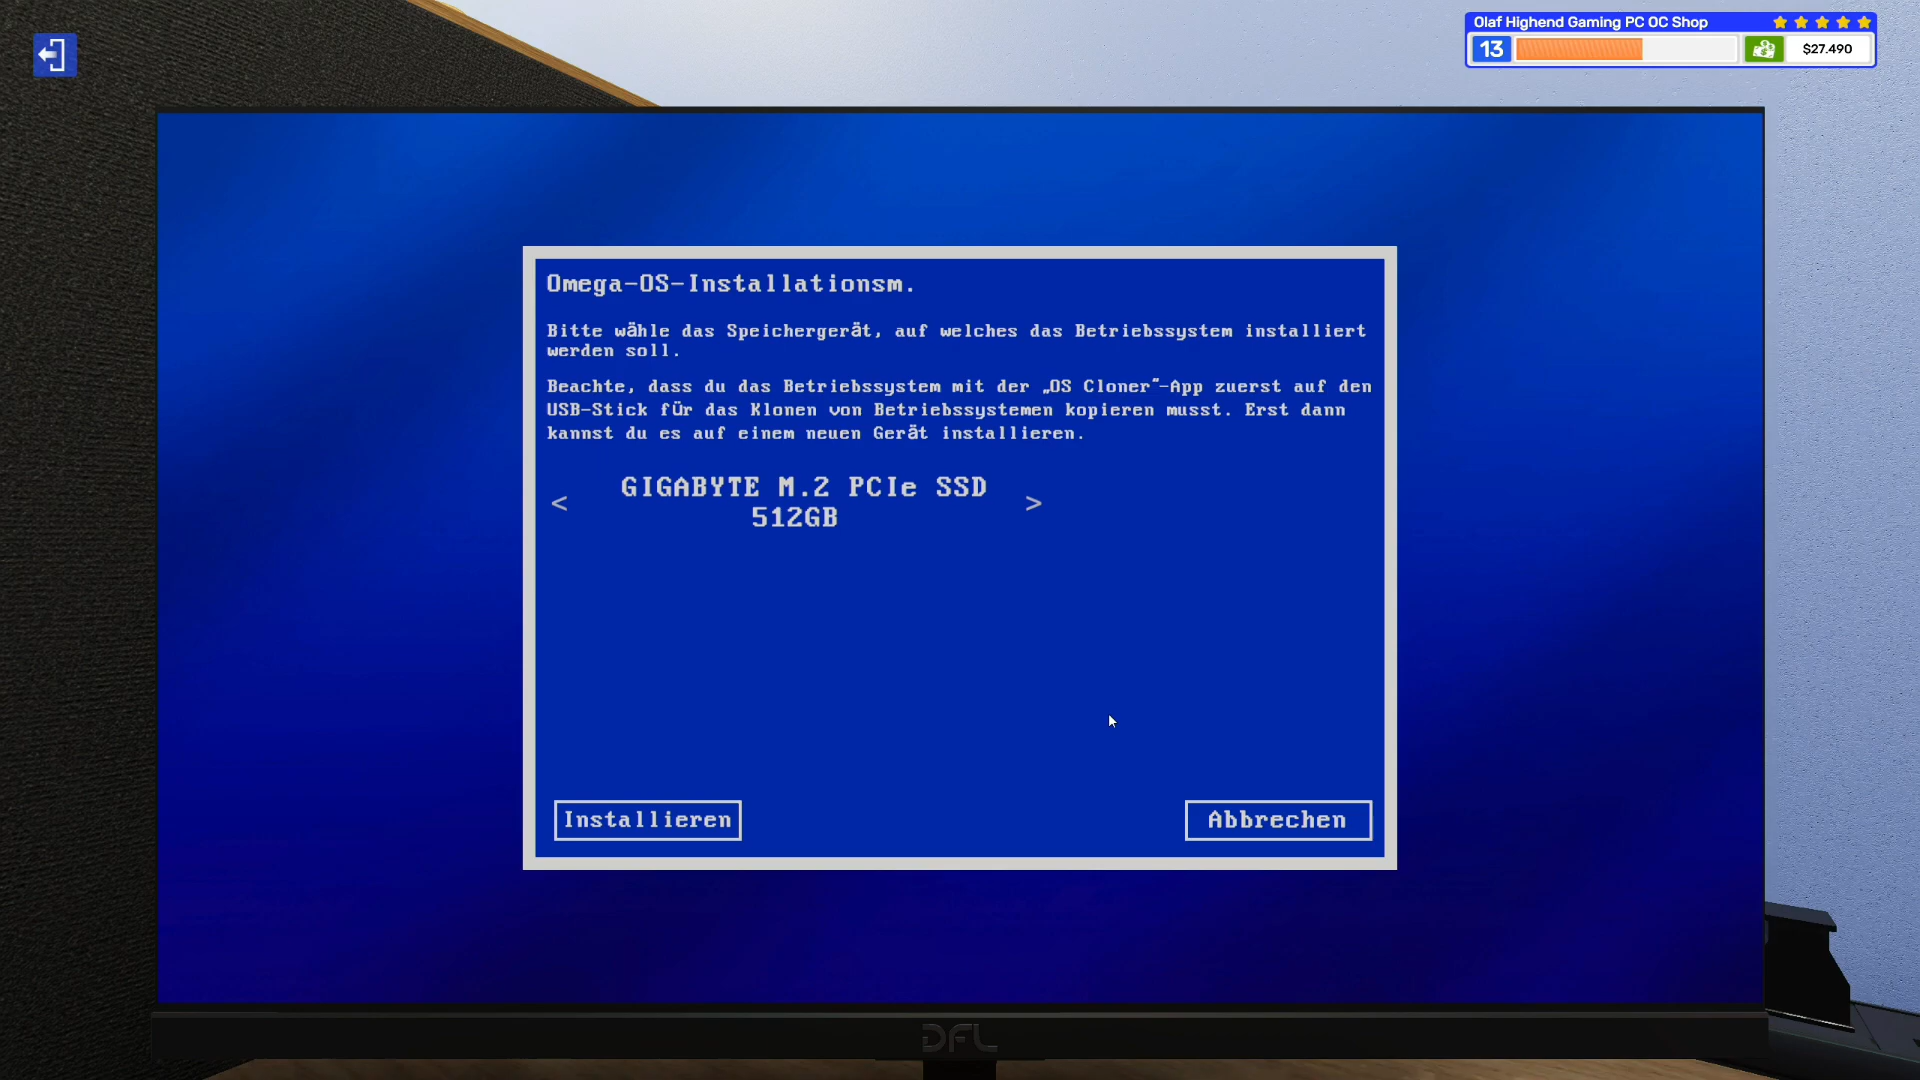 Olaf Highend Gaming PC OC Shop
13
$27.490
Omega-OS-Installationsm.
Bitte wähle das Speichergerät, auf welches das Betriebssystem installiert
werden soll.
Beachte, dass du das Betriebssystem mit der „OS Cloner"-App zuerst auf den
USB-Stick für das Klonen von Betriebssystemen kopieren musst. Erst dann
kannst du es auf einem neuen Gerät installieren.
< GIGABYTE M.2 PCIe SSD >
512GB
Installieren
Abbrechen
DFL